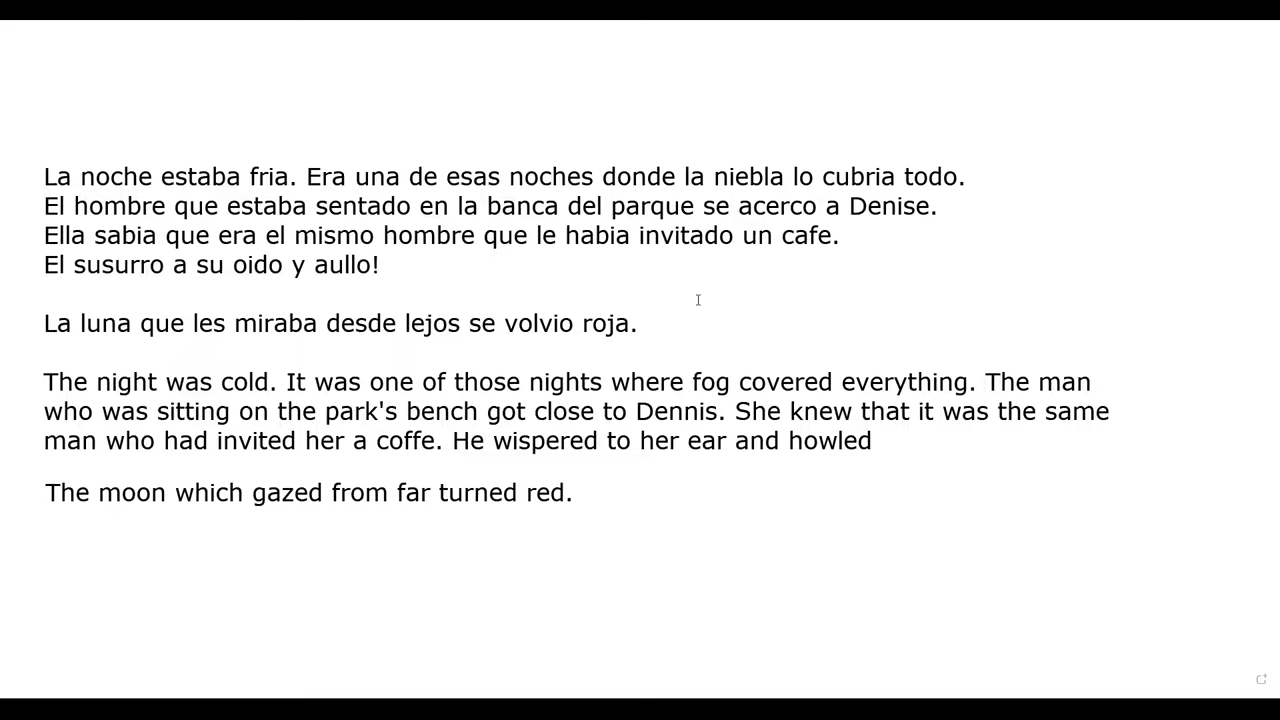 La noche estaba fria. Era una de esas noches donde la niebla lo cubria todo.
El hombre que estaba sentado en la banca del parque se acerco a Denise.
Ella sabia que era el mismo hombre que le habia invitado un cafe.
El susurro a su oido y aullo!
La luna que les miraba desde lejos se volvio roja.
The night was cold. It was one of those nights where fog covered everything. The man
who was sitting on the park's bench got close to Dennis. She knew that it was the same
man who had invited her a coffe. He wispered to her ear and howled
The moon which gazed from far turned red.